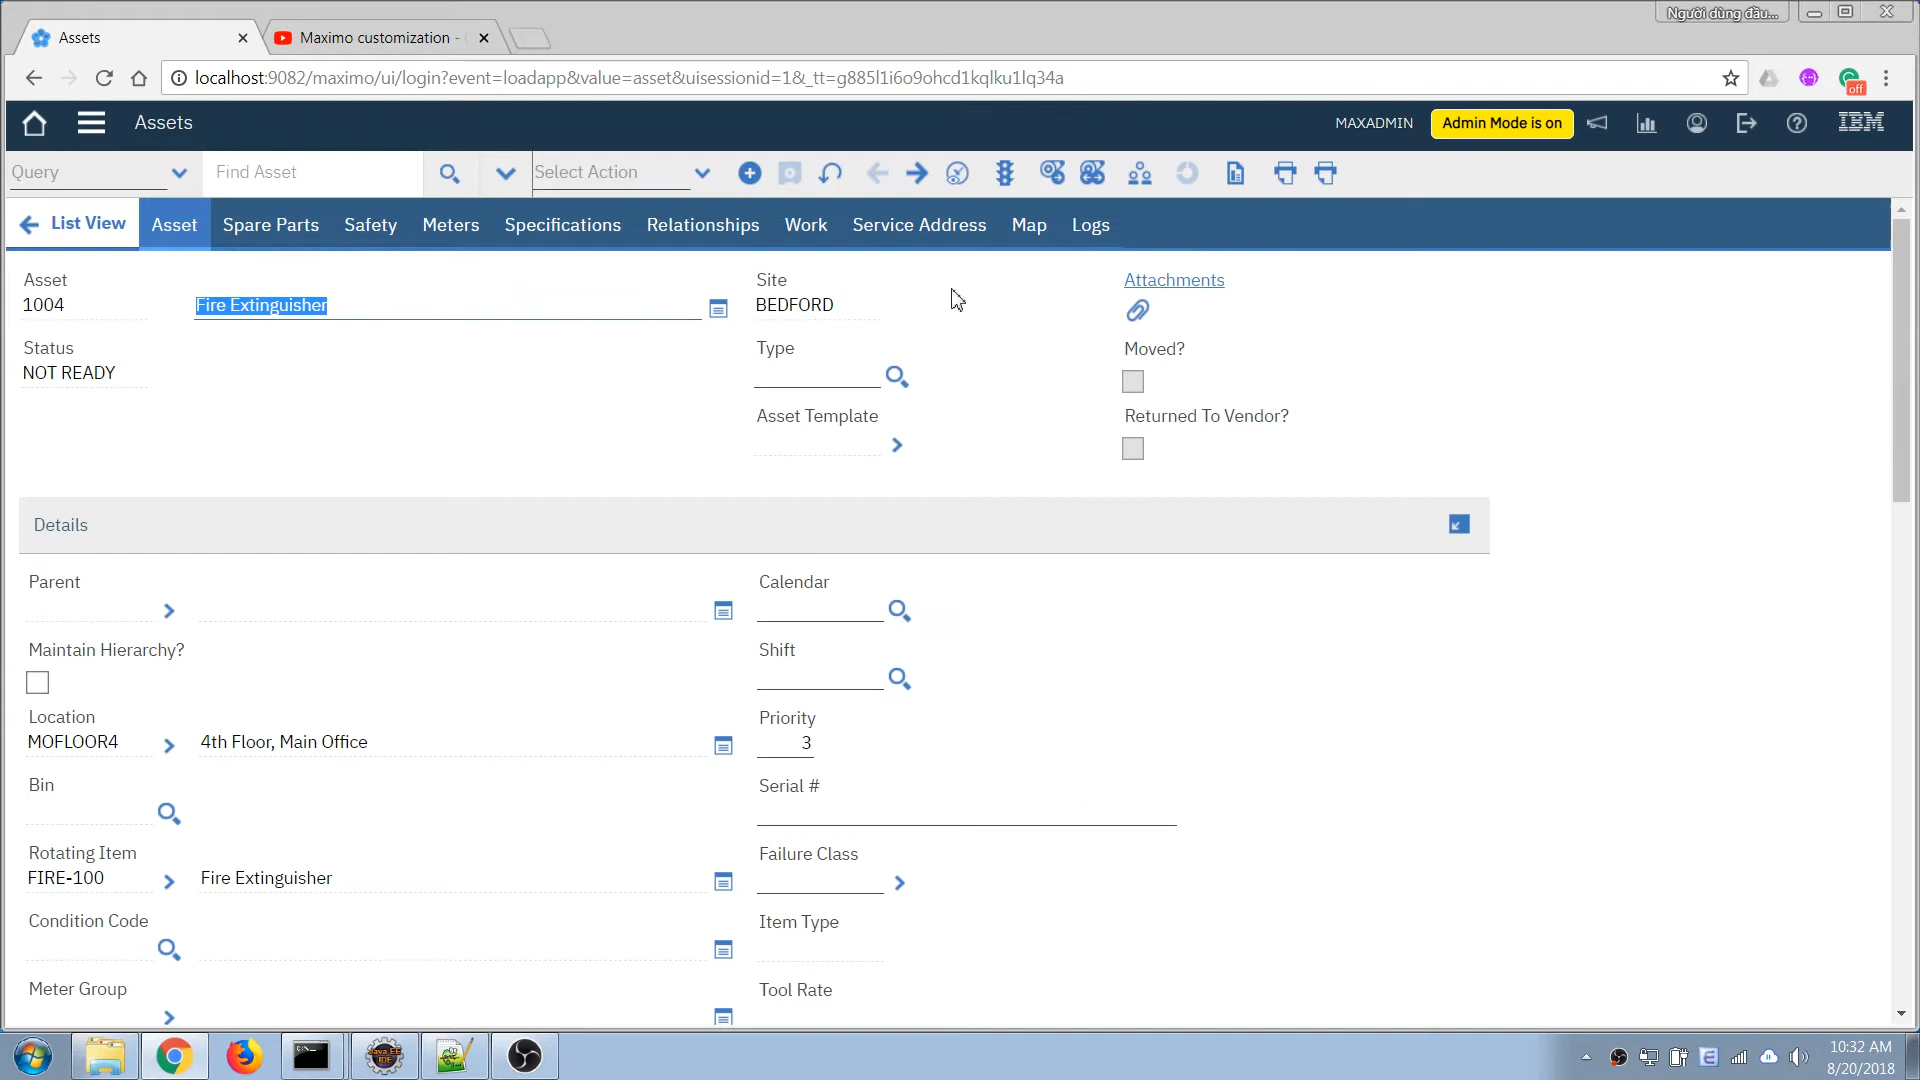 Người dùng đầu...
Assets
Maximo customization -
localhost:9082/maximo/ui/login?event=loadapp&value=asset&uisessionid=1&_tt=g885l1i6o9ohcd1kqlku1lq34a
off
Assets
MAXADMIN
Admin Mode is on
IBM
Query
Find Asset
Select Action
List View
Asset
Spare Parts
Safety
Meters
Specifications
Relationships
Work
Service Address
Map
Logs
Asset
1004
Fire Extinguisher
Site
BEDFORD
Attachments
Status
NOT READY
Type
Moved?
Asset Template
Returned To Vendor?
Details
Parent
Calendar
Maintain Hierarchy?
Shift
Location
MOFLOOR4
4th Floor, Main Office
Priority
3
Bin
Serial #
Rotating Item
FIRE-100
Fire Extinguisher
Failure Class
Condition Code
Item Type
Meter Group
Tool Rate
Java EE
IDE
10:32 AM
8/20/2018